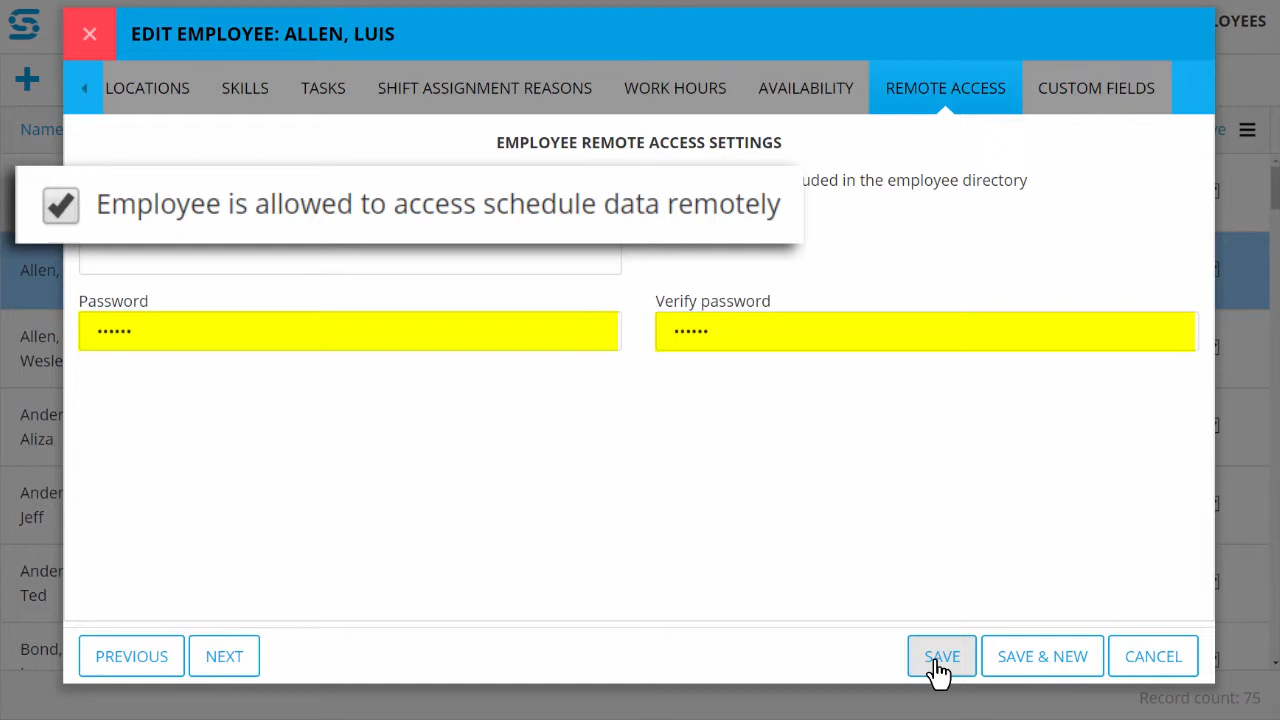 OYEES
EDIT EMPLOYEE: ALLEN, LUIS
LOCATIONS SKILLS TASKS SHIFT ASSIGNMENT REASONS WORK HOURS AVAILABILITY REMOTE ACCESS CUSTOM FIELDS
Name
EMPLOYEE REMOTE ACCESS SETTINGS
in the employee directory
Employee is allowed to access schedule data remotely
Allen,
Password Verify password
•••••• ••••••
Allen,
Wesle
Ander
Aliza
Ander
Jeff
Ander
Ted
Bond,
PREVIOUS NEXT SAVE SAVE & NEW CANCEL
Record count: 75